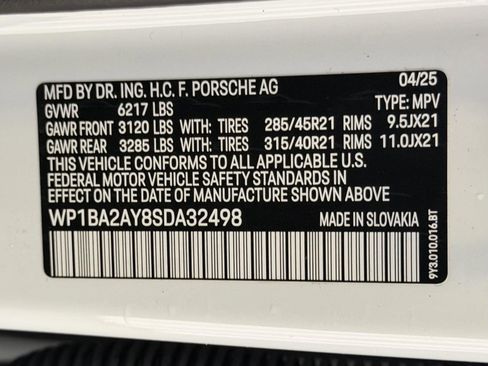 MFD BY DR. ING. H.C. F. PORSCHE AG 04/25
GVWR 6217 LBS TYPE: MPV
GAWR FRONT 3120 LBS WITH: TIRES 285/45R21 RIMS 9.5JX21
GAWR REAR 3285 LBS WITH: TIRES 315/40R21 RIMS 11.0JX21
THIS VEHICLE CONFORMS TO ALL APPLICABLE U.S.
FEDERAL MOTOR VEHICLE SAFETY STANDARDS IN
EFFECT ON THE DATE OF MANUFACTURE SHOWN ABOVE
WP1BA2AY8SDA32498 MADE IN SLOVAKIA
9Y3.010.016.BT